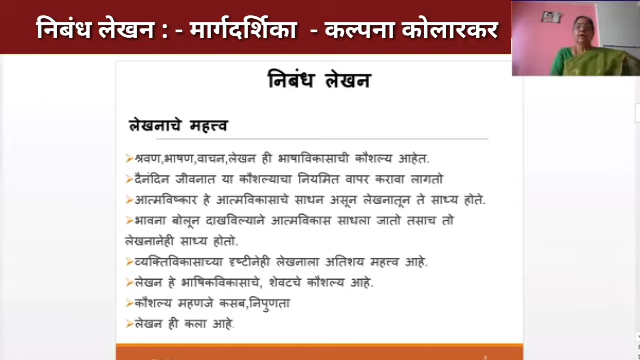 निबंध लेखन : - मार्गदर्शिका - कल्पना कोलारकर
निबंध लेखन
लेखनाचे महत्त्व
➢श्रवण,भाषण,वाचन,लेखन ही भाषाविकासाची कौशल्य आहेत.
➢दैनंदिन जीवनात या कौशल्याचा नियमित वापर करावा लागतो
➢आत्मविष्कार हे आत्मविकासाचे साधन असून लेखनातून ते साध्य होते.
➢भावना बोलून दाखविल्याने आत्मविकास साधला जातो तसाच तो
लेखनानेही साध्य होतो.
➢व्यक्तिविकासाच्या दृष्टीनेही लेखनाला अतिशय महत्त्व आहे.
➢लेखन हे भाषिकविकासाचे, शेवटचे कौशल्य आहे.
➢कौशल्य म्हणजे कसब,निपुणता
➢लेखन ही कला आहे